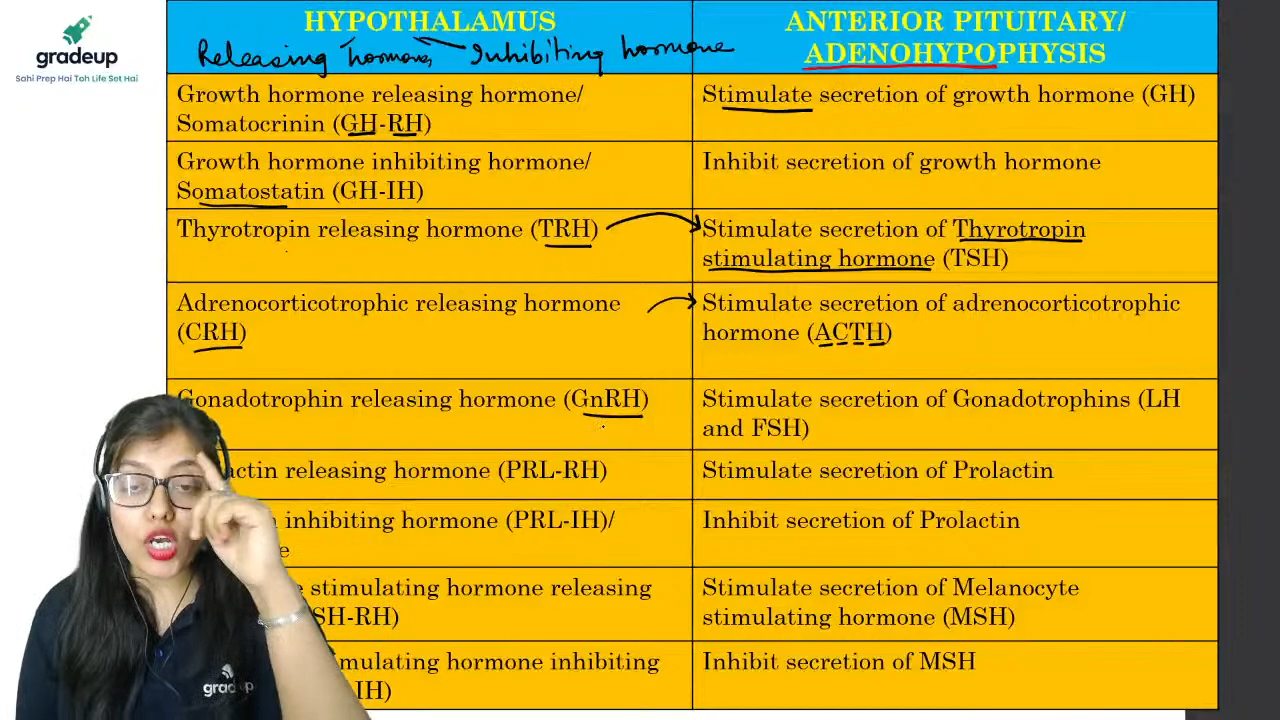 gradeup
Sahi Prep Hai Toh Life Set Hai
HYPOTHALAMUS
Releasing hormone, Inhibiting hormone
ANTERIOR PITUITARY/
ADENOHYPOPHYSIS
Growth hormone releasing hormone/
Somatocrinin (GH-RH)
Stimulate secretion of growth hormone (GH)
Growth hormone inhibiting hormone/
Somatostatin (GH-IH)
Inhibit secretion of growth hormone
Thyrotropin releasing hormone (TRH)
Stimulate secretion of Thyrotropin
stimulating hormone (TSH)
Adrenocorticotrophic releasing hormone
(CRH)
Stimulate secretion of adrenocorticotrophic
hormone (ACTH)
Gonadotrophin releasing hormone (GnRH)
Stimulate secretion of Gonadotrophins (LH
and FSH)
releasing hormone (PRL-RH)
Stimulate secretion of Prolactin
inhibiting hormone (PRL-IH)/
Inhibit secretion of Prolactin
stimulating hormone releasing
SH-RH)
Stimulate secretion of Melanocyte
stimulating hormone (MSH)
mulating hormone inhibiting
IH)
Inhibit secretion of MSH
grad